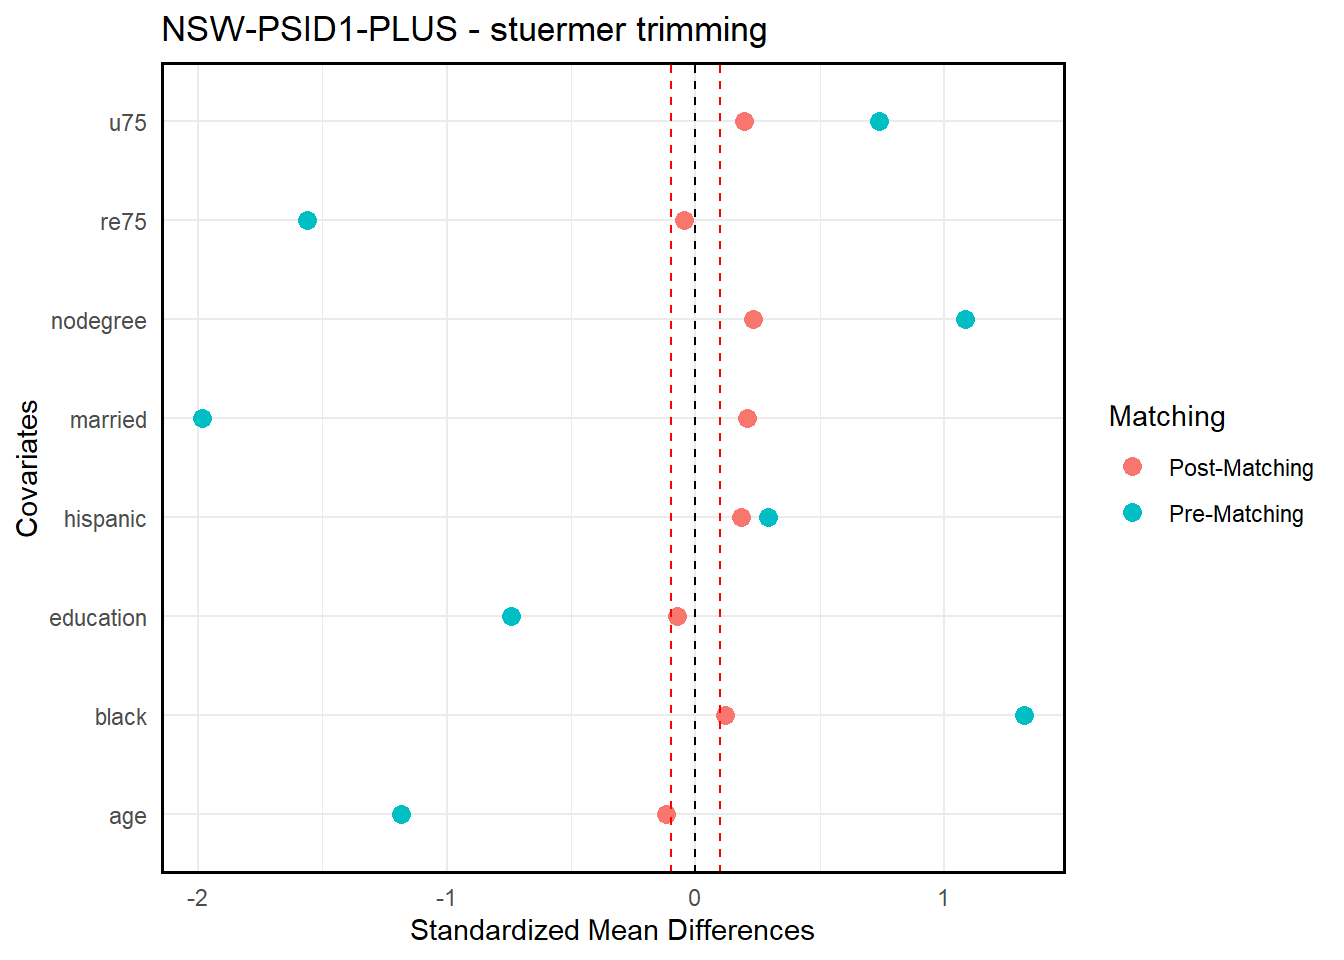 NSW-PSID1-PLUS - stuermer trimming
Covariates
u75
re75
nodegree
married
hispanic
education
black
age
-2
-1
0
1
Standardized Mean Differences
Matching
Post-Matching
Pre-Matching